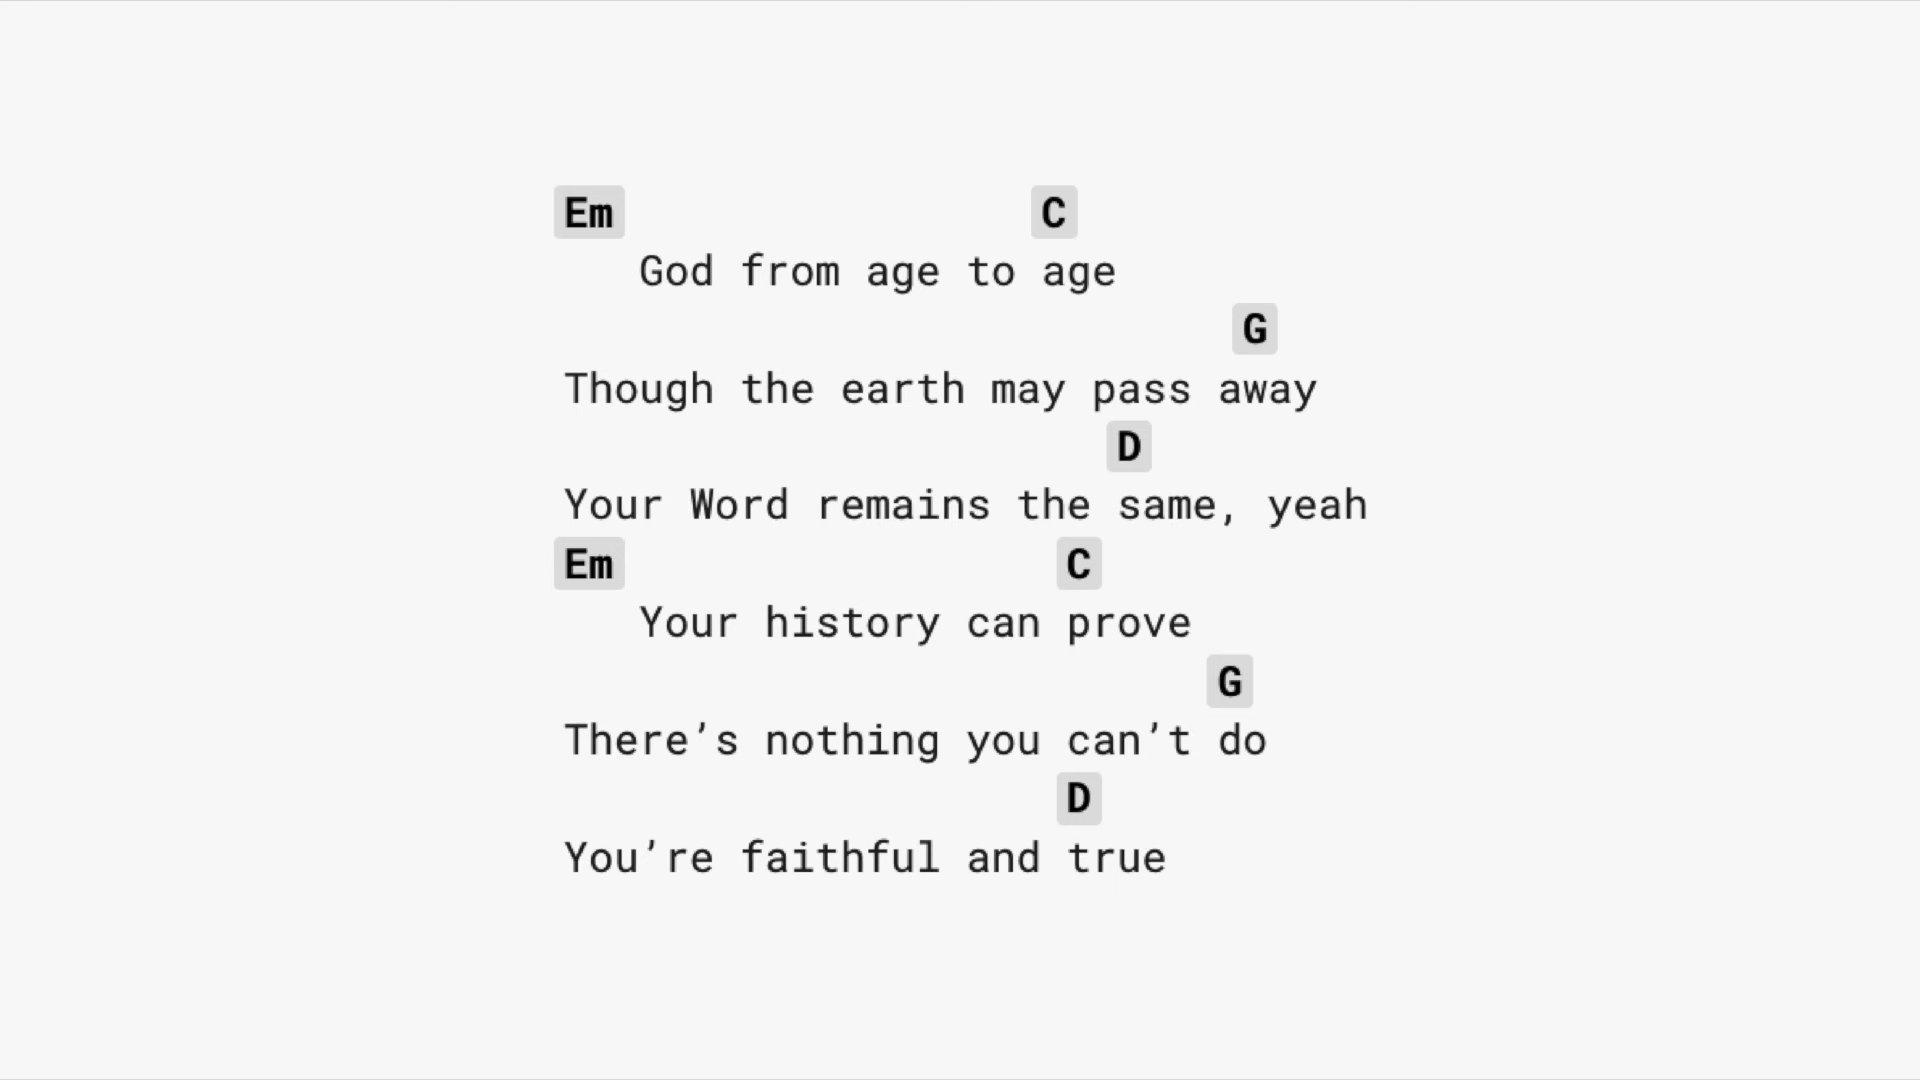 Em C
God from age to age
G
Though the earth may pass away
D
Your Word remains the same, yeah
Em C
Your history can prove
G
There’s nothing you can’t do
D
You’re faithful and true